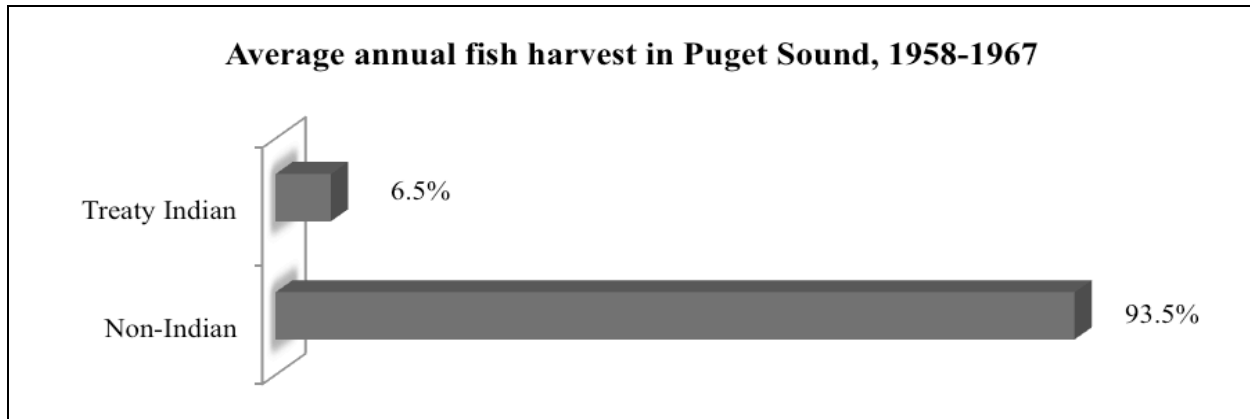 Average annual fish harvest in Puget Sound, 1958-1967
Treaty Indian 6.5%
Non-Indian 93.5%